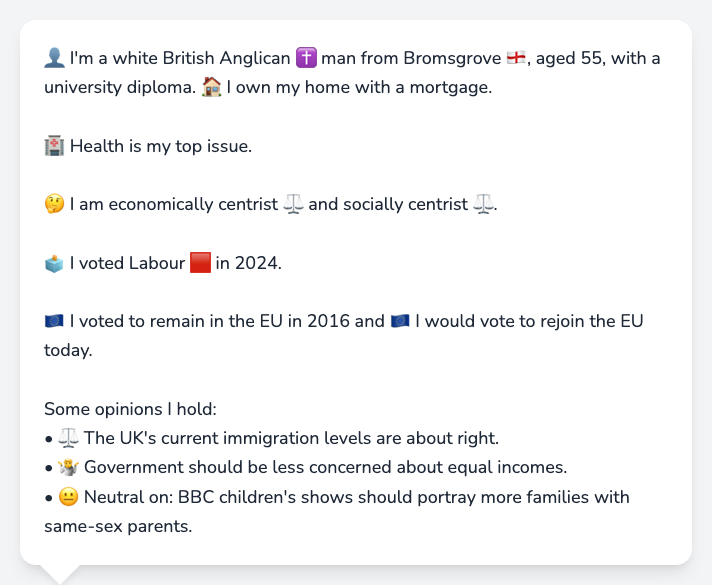 👤 I'm a white British Anglican ✝️ man from Bromsgrove 🏴󠁧󠁢󠁥󠁮󠁧󠁿, aged 55, with a
university diploma. 🏠 I own my home with a mortgage.
🏥 Health is my top issue.
🤔 I am economically centrist ⚖️ and socially centrist ⚖️.
🗳️ I voted Labour 🟥 in 2024.
🇪🇺 I voted to remain in the EU in 2016 and 🇪🇺 I would vote to rejoin the EU
today.
Some opinions I hold:
• ⚖️ The UK's current immigration levels are about right.
• 🤷 Government should be less concerned about equal incomes.
• 😐 Neutral on: BBC children's shows should portray more families with
same-sex parents.